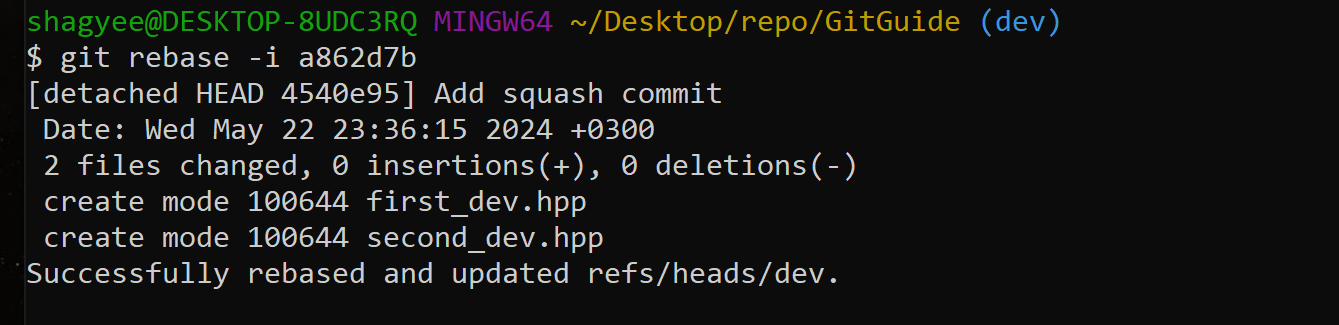 shagyee@DESKTOP-8UDC3RQ MINGW64 ~/Desktop/repo/GitGuide (dev)
$ git rebase -i a862d7b
[detached HEAD 4540e95] Add squash commit
 Date: Wed May 22 23:36:15 2024 +0300
 2 files changed, 0 insertions(+), 0 deletions(-)
 create mode 100644 first_dev.hpp
 create mode 100644 second_dev.hpp
Successfully rebased and updated refs/heads/dev.